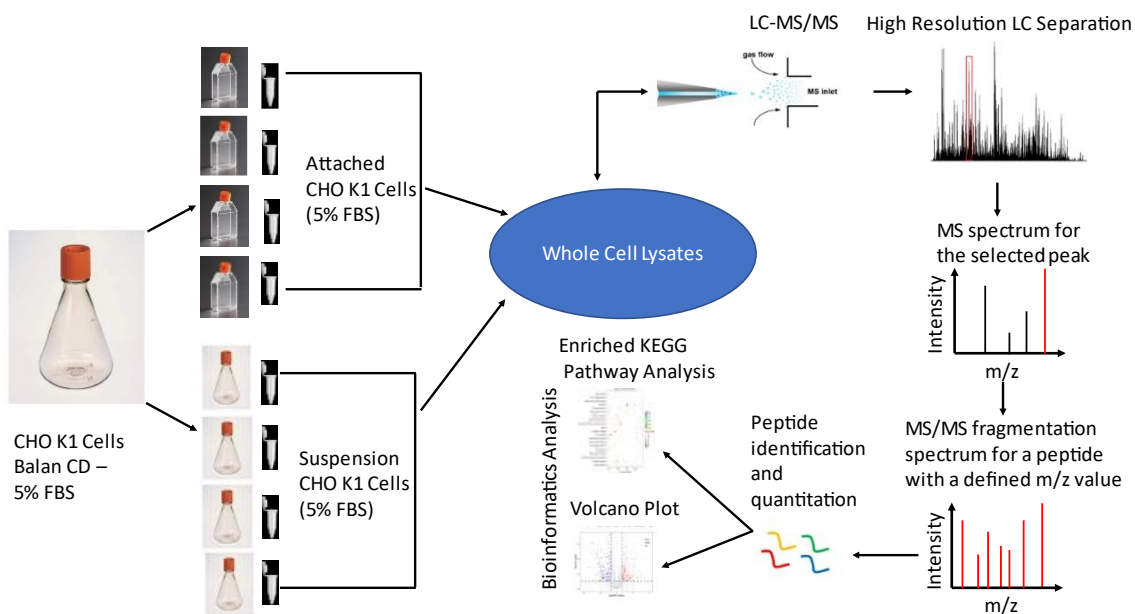 LC-MS/MS
High Resolution LC Separation
gas flow
MS inlet
Attached
CHO K1 Cells
(5% FBS)
Whole Cell Lysates
MS spectrum for
the selected peak
Intensity
m/z
CHO K1 Cells
Balan CD –
5% FBS
Suspension
CHO K1 Cells
(5% FBS)
Enriched KEGG
Pathway Analysis
Bioinformatics Analysis
Volcano Plot
Peptide
identification
and
quantitation
MS/MS fragmentation
spectrum for a peptide
with a defined m/z value
Intensity
m/z